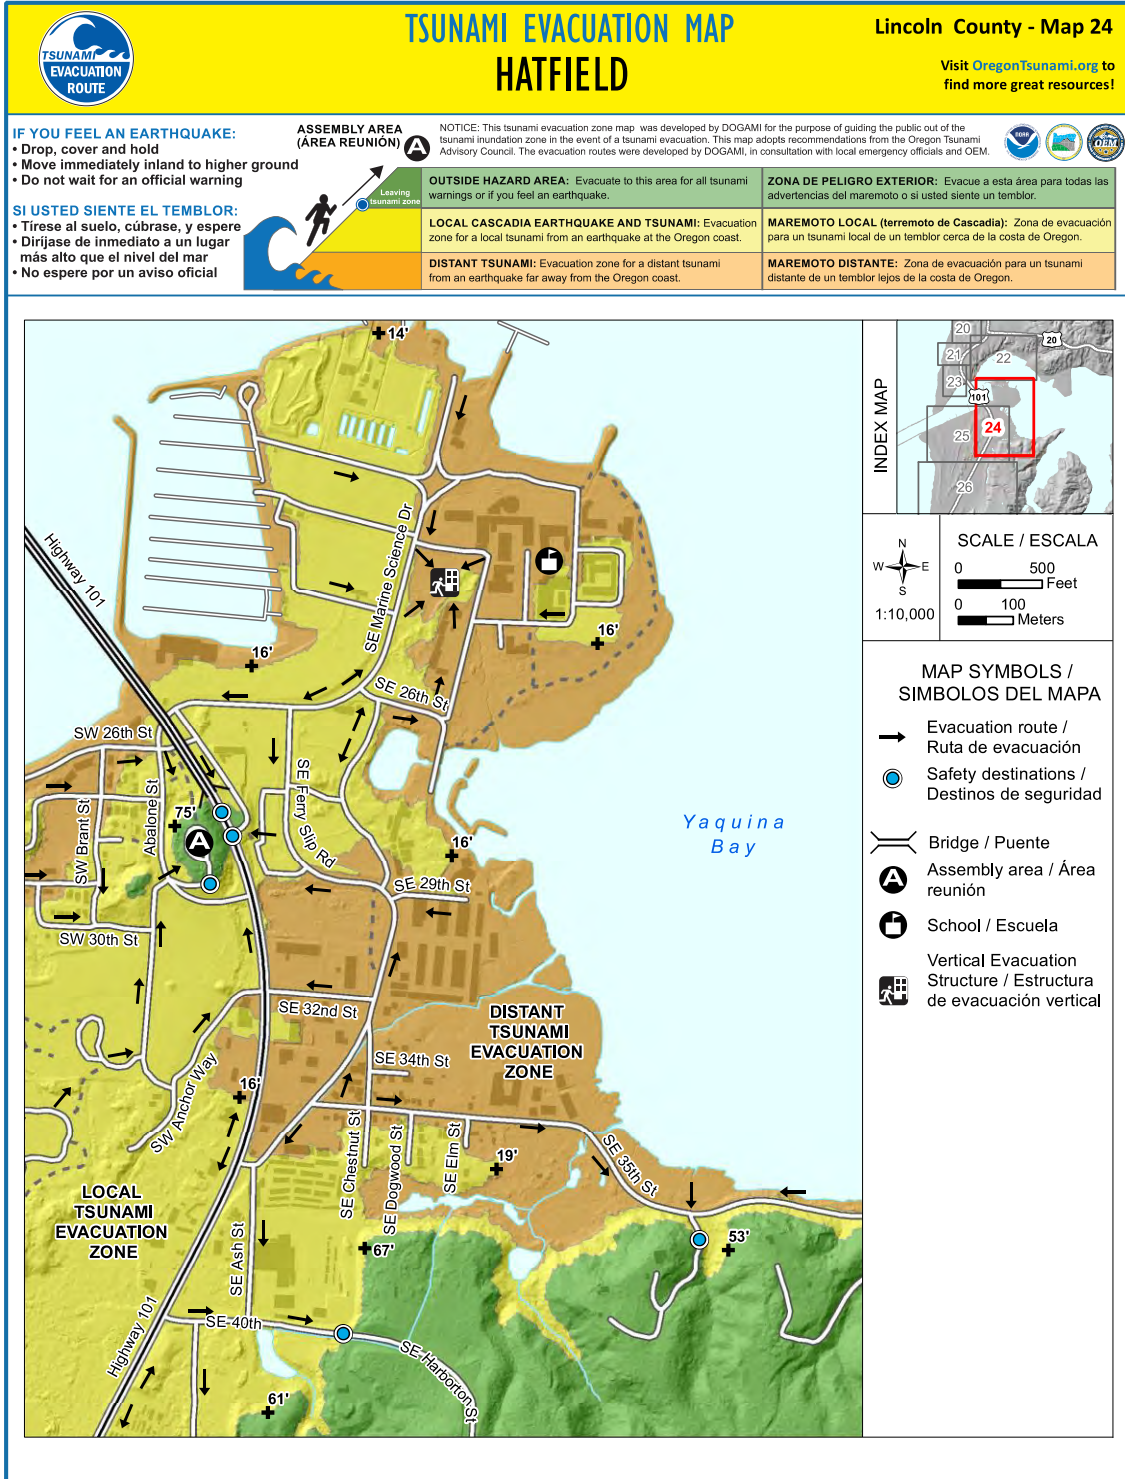 TSUNAMI EVACUATION MAP
HATFIELD
Lincoln County - Map 24
Visit OregonTsunami.org to
find more great resources!
TSUNAMI
EVACUATION
ROUTE
IF YOU FEEL AN EARTHQUAKE:
• Drop, cover and hold
• Move immediately inland to higher ground
• Do not wait for an official warning
SI USTED SIENTE EL TEMBLOR:
• Tírese al suelo, cúbrase, y espere
• Diríjase de inmediato a un lugar
más alto que el nivel del mar
• No espere por un aviso oficial
ASSEMBLY AREA
(ÁREA REUNIÓN)
A
Leaving
tsunami zone
NOTICE: This tsunami evacuation zone map was developed by DOGAMI for the purpose of guiding the public out of the
tsunami inundation zone in the event of a tsunami evacuation. This map adopts recommendations from the Oregon Tsunami
Advisory Council. The evacuation routes were developed by DOGAMI, in consultation with local emergency officials and OEM.
NOAA
OEM
OUTSIDE HAZARD AREA: Evacuate to this area for all tsunami
warnings or if you feel an earthquake.
ZONA DE PELIGRO EXTERIOR: Evacue a esta área para todas las
advertencias del maremoto o si usted siente un temblor.
LOCAL CASCADIA EARTHQUAKE AND TSUNAMI: Evacuation
zone for a local tsunami from an earthquake at the Oregon coast.
MAREMOTO LOCAL (terremoto de Cascadia): Zona de evacuación
para un tsunami local de un temblor cerca de la costa de Oregon.
DISTANT TSUNAMI: Evacuation zone for a distant tsunami
from an earthquake far away from the Oregon coast.
MAREMOTO DISTANTE: Zona de evacuación para un tsunami
distante de un temblor lejos de la costa de Oregon.
14'
Highway 101
SE Marine Science Dr
16'
16'
SE 26th St
SW 26th St
SE Ferry Slip Rd
Abalone St
SW Brant St
75'
A
16'
SE 29th St
SW 30th St
Yaquina
Bay
SE 32nd St
DISTANT
TSUNAMI
EVACUATION
ZONE
SE 34th St
SW Anchor Way
16'
SE Chestnut St
SE Dogwood St
SE Elm St
19'
SE 35th St
LOCAL
TSUNAMI
EVACUATION
ZONE
SE Ash St
67'
53'
Highway 101
SE 40th
SE Harborton St
61'
INDEX MAP
20
20
21
22
23
101
24
25
26
N
W
E
S
1:10,000
SCALE / ESCALA
0 500
Feet
0 100
Meters
MAP SYMBOLS /
SIMBOLOS DEL MAPA
Evacuation route /
Ruta de evacuación
Safety destinations /
Destinos de seguridad
Bridge / Puente
A
Assembly area / Área
reunión
School / Escuela
Vertical Evacuation
Structure / Estructura
de evacuación vertical